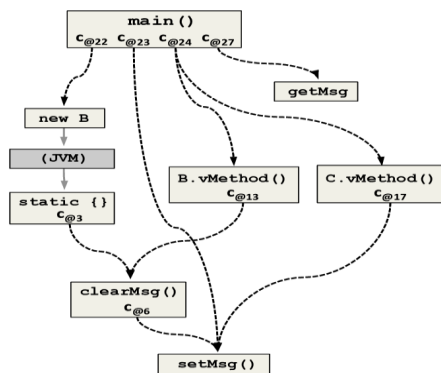 main()
c@22 c@23 c@24 c@27
getMsg
new B
(JVM)
B.vMethod()
c@13
C.vMethod()
c@17
static {}
c@3
clearMsg()
c@6
setMsg()